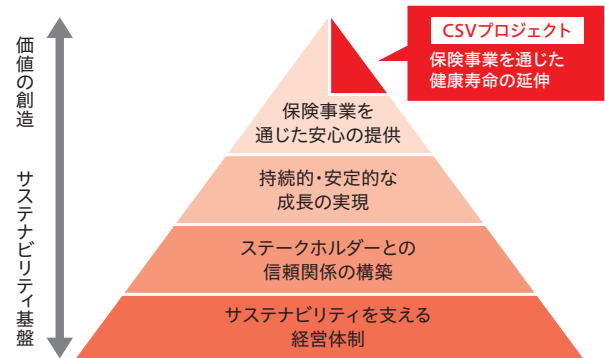 CSVプロジェクト
保険事業を通じた
健康寿命の延伸
価値の創造
サステナビリティ基盤
保険事業を
通じた安心の提供
持続的・安定的な
成長の実現
ステークホルダーとの
信頼関係の構築
サステナビリティを支える
経営体制